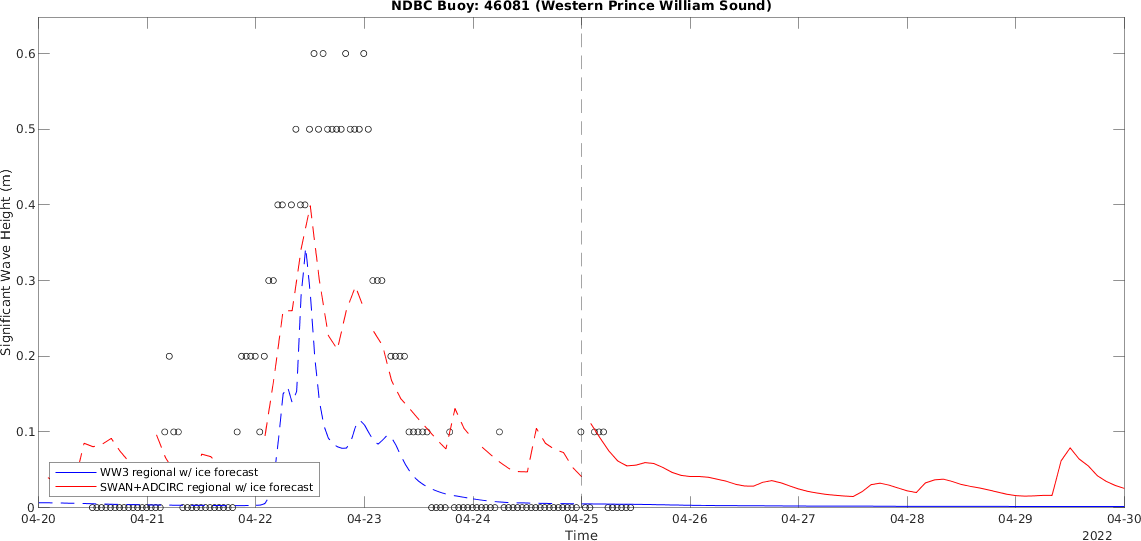 NDBC Buoy: 46081 (Western Prince William Sound)
Significant Wave Height (m)
0.6
0.5
0.4
0.3
0.2
0.1
0
WW3 regional w/ ice forecast
SWAN+ADCIRC regional w/ ice forecast
04-20 04-21 04-22 04-23 04-24 04-25 04-26 04-27 04-28 04-29 04-30
Time
2022